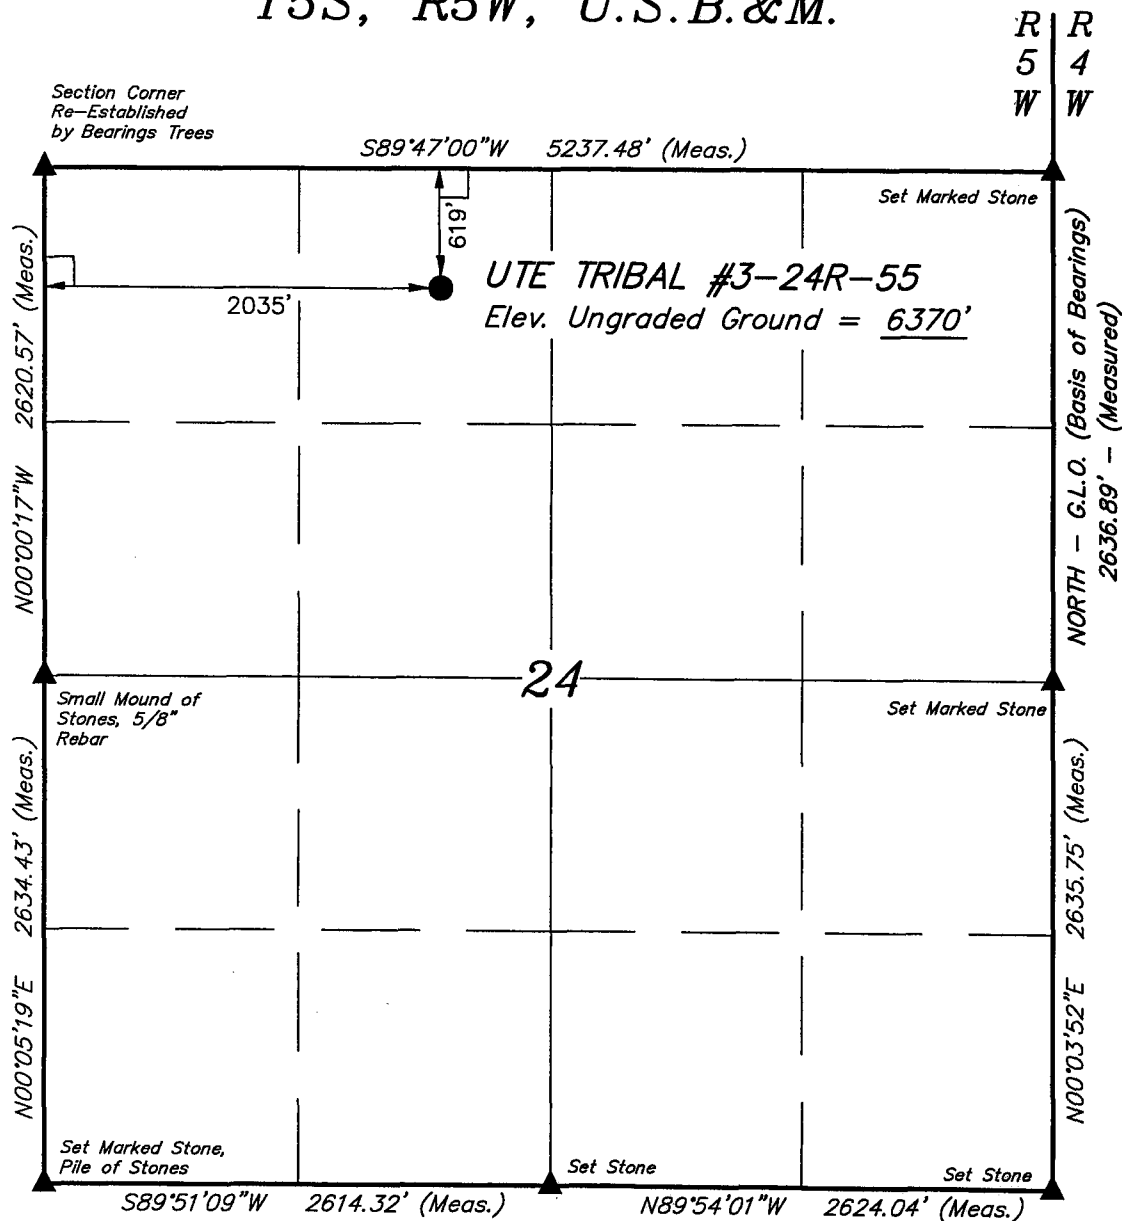 T5S, R5W, U.S.B.&M.
R R
5 4
W W
Section Corner
Re-Established
by Bearings Trees
S89°47'00"W 5237.48' (Meas.)
Set Marked Stone
619'
2035'
UTE TRIBAL #3-24R-55
Elev. Ungraded Ground = 6370'
N00°00'17"W 2620.57' (Meas.)
NORTH - G.L.O. (Basis of Bearings)
2636.89' - (Measured)
24
Small Mound of
Stones, 5/8"
Rebar
Set Marked Stone
N00°05'19"E 2634.43' (Meas.)
N00°03'52"E 2635.75' (Meas.)
Set Marked Stone,
Pile of Stones
Set Stone
Set Stone
S89°51'09"W 2614.32' (Meas.)
N89°54'01"W 2624.04' (Meas.)